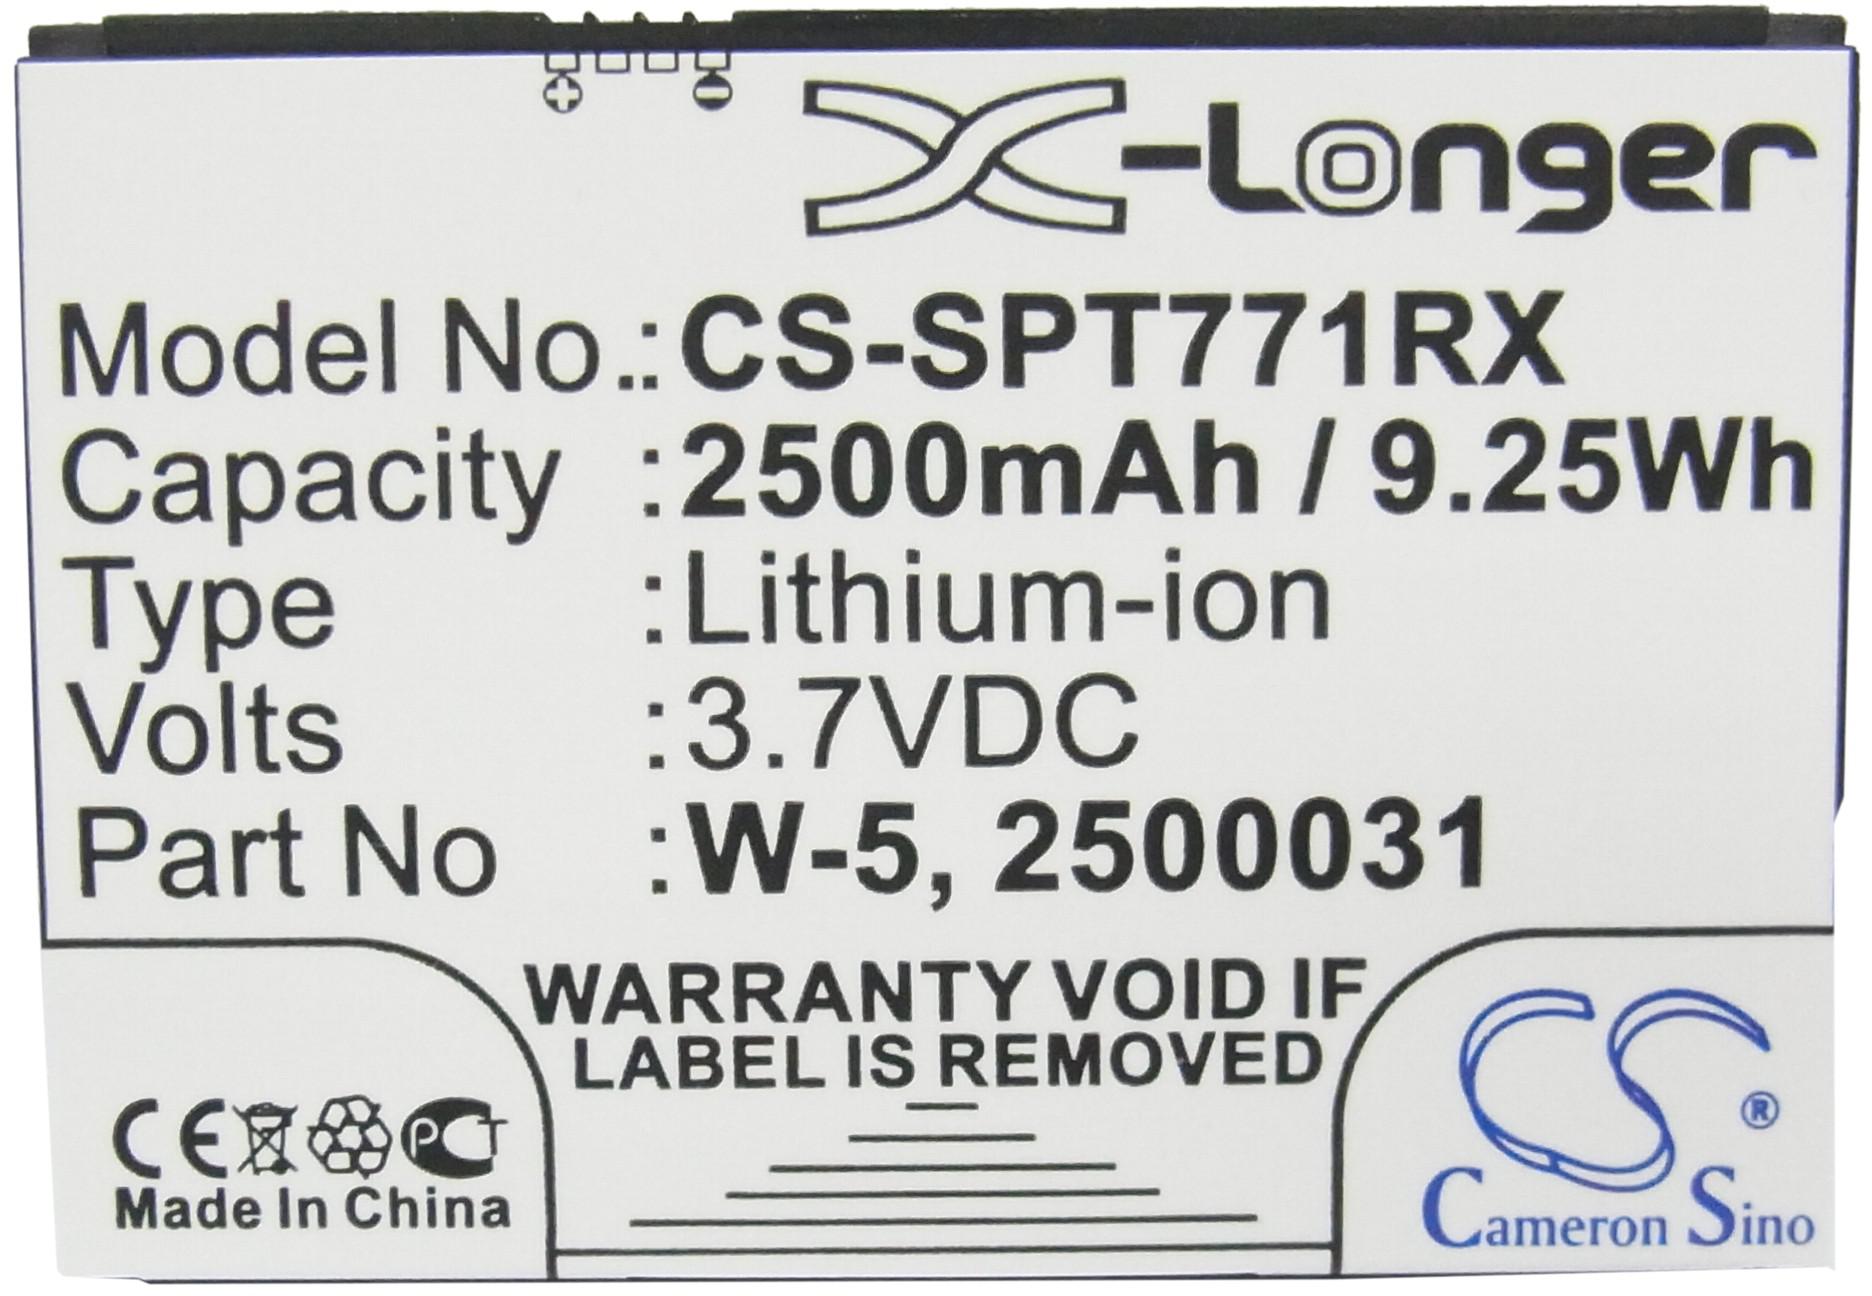 X-Longer
Model No.: CS-SPT771RX
Capacity : 2500mAh / 9.25Wh
Type : Lithium-ion
Volts : 3.7VDC
Part No : W-5, 2500031
WARRANTY VOID IF
LABEL IS REMOVED
CE PCT
Made In China
CS®
Cameron Sino